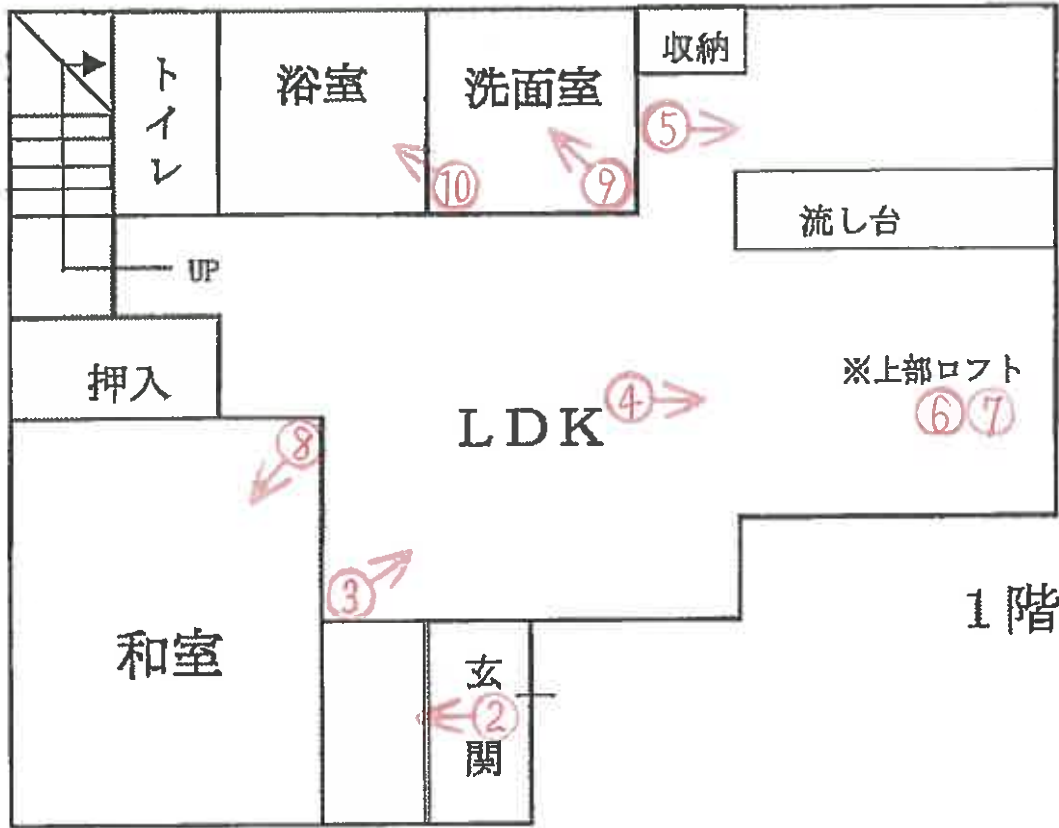 トイレ
浴室
洗面室
収納
⑤
⑩
⑨
流し台
UP
押入
※上部ロフト
⑥⑦
LDK
④
⑧
③
1階
和室
玄関
②